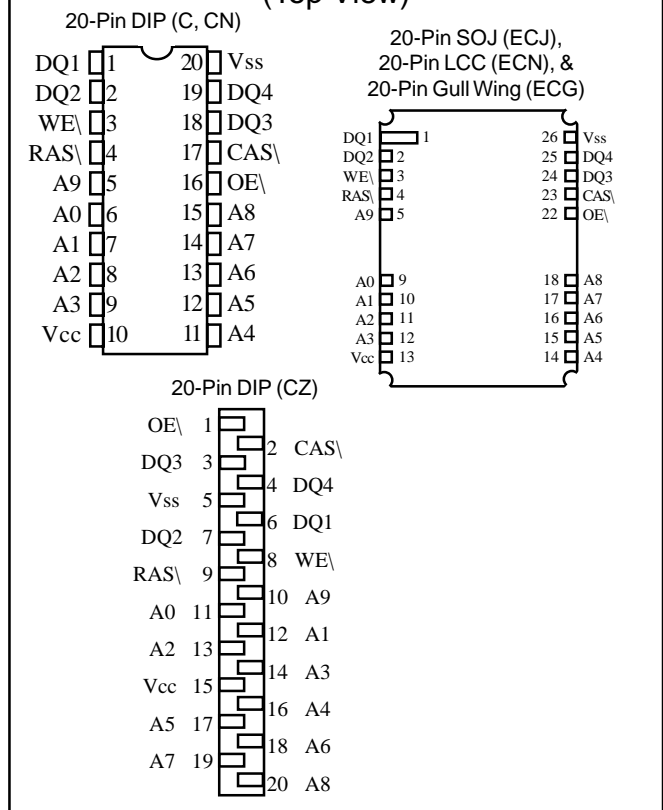 (Top View)
20-Pin DIP (C, CN)
DQ1 1 20 Vss
DQ2 2 19 DQ4
WE\ 3 18 DQ3
RAS\ 4 17 CAS\
A9 5 16 OE\
A0 6 15 A8
A1 7 14 A7
A2 8 13 A6
A3 9 12 A5
Vcc 10 11 A4
20-Pin SOJ (ECJ),
20-Pin LCC (ECN), &
20-Pin Gull Wing (ECG)
DQ1 1 26 Vss
DQ2 2 25 DQ4
WE\ 3 24 DQ3
RAS\ 4 23 CAS\
A9 5 22 OE\
A0 9 18 A8
A1 10 17 A7
A2 11 16 A6
A3 12 15 A5
Vcc 13 14 A4
20-Pin DIP (CZ)
OE\ 1
2 CAS\
DQ3 3
4 DQ4
Vss 5
6 DQ1
DQ2 7
8 WE\
RAS\ 9
10 A9
A0 11
12 A1
A2 13
14 A3
Vcc 15
16 A4
A5 17
18 A6
A7 19
20 A8